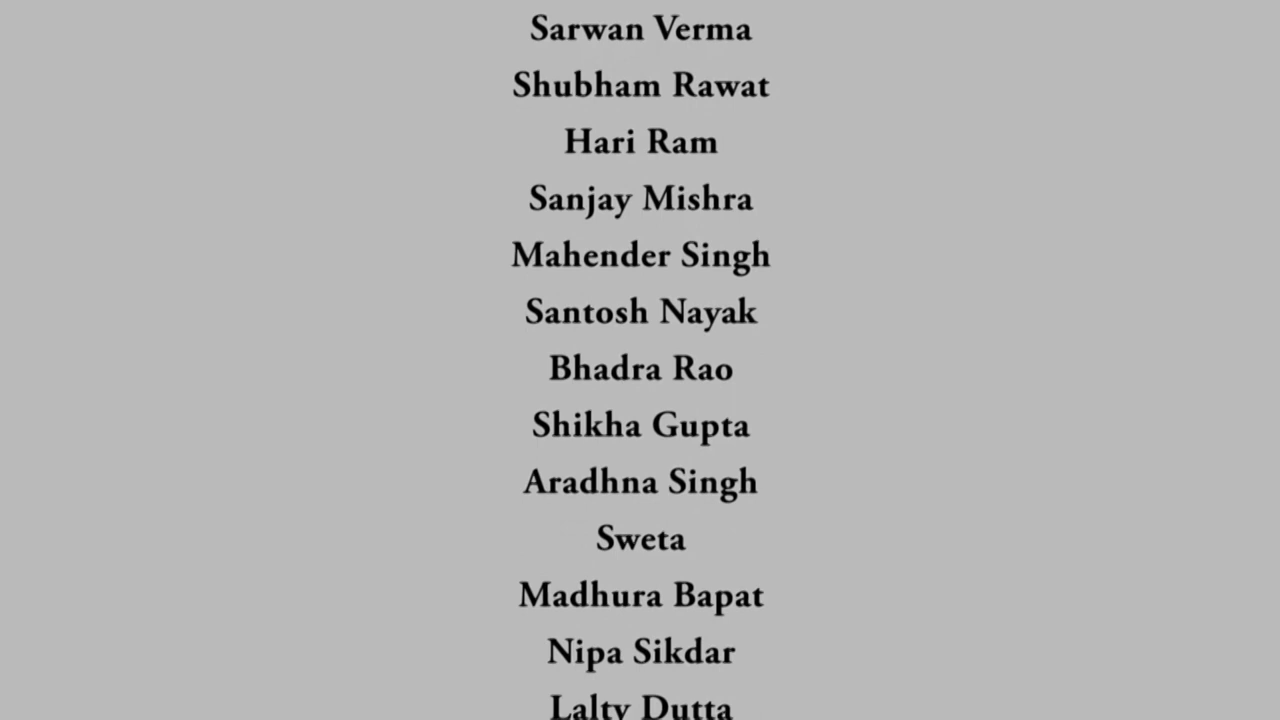 Sarwan Verma
Shubham Rawat
Hari Ram
Sanjay Mishra
Mahender Singh
Santosh Nayak
Bhadra Rao
Shikha Gupta
Aradhna Singh
Sweta
Madhura Bapat
Nipa Sikdar
Lalty Dutta